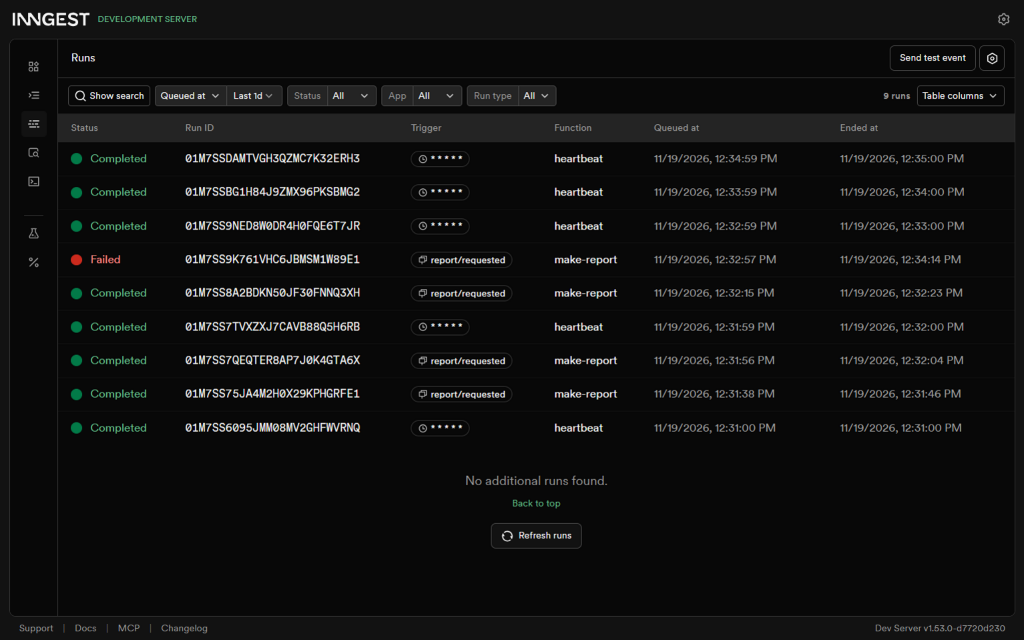 INNGEST DEVELOPMENT SERVER
Runs
Send test event
Show search Queued at Last 1d Status All App All Run type All 9 runs Table columns
Status Run ID Trigger Function Queued at Ended at
Completed 01M7SSDAMTVGH3QZMC7K32ERH3 * * * * * heartbeat 11/19/2026, 12:34:59 PM 11/19/2026, 12:35:00 PM
Completed 01M7SSBG1H84J9ZMX96PKSBMG2 * * * * * heartbeat 11/19/2026, 12:33:59 PM 11/19/2026, 12:34:00 PM
Completed 01M7SS9NED8W0DR4H0FQE6T7JR * * * * * heartbeat 11/19/2026, 12:32:59 PM 11/19/2026, 12:33:00 PM
Failed 01M7SS9K761VHC6JBMSM1W89E1 report/requested make-report 11/19/2026, 12:32:57 PM 11/19/2026, 12:34:14 PM
Completed 01M7SS8A2BDKN50JF30FNNQ3XH report/requested make-report 11/19/2026, 12:32:15 PM 11/19/2026, 12:32:23 PM
Completed 01M7SS7TVXZXJ7CAVB88Q5H6RB * * * * * heartbeat 11/19/2026, 12:31:59 PM 11/19/2026, 12:32:00 PM
Completed 01M7SS7QEQTER8AP7J0K4GTA6X report/requested make-report 11/19/2026, 12:31:56 PM 11/19/2026, 12:32:04 PM
Completed 01M7SS75JA4M2H0X29KPHGRFE1 report/requested make-report 11/19/2026, 12:31:38 PM 11/19/2026, 12:31:46 PM
Completed 01M7SS6095JMM08MV2GHFWVRNQ * * * * * heartbeat 11/19/2026, 12:31:00 PM 11/19/2026, 12:31:00 PM
No additional runs found.
Back to top
Refresh runs
Support | Docs | MCP | Changelog Dev Server v1.53.0-d7720d230